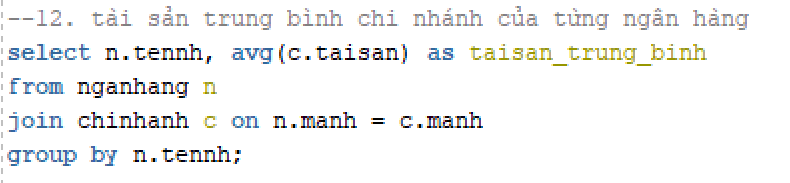 --12. tài sản trung bình chi nhánh của từng ngân hàng
select n.tennh, avg(c.taisan) as taisan_trung_binh
from nganhang n
join chinhanh c on n.manh = c.manh
group by n.tennh;